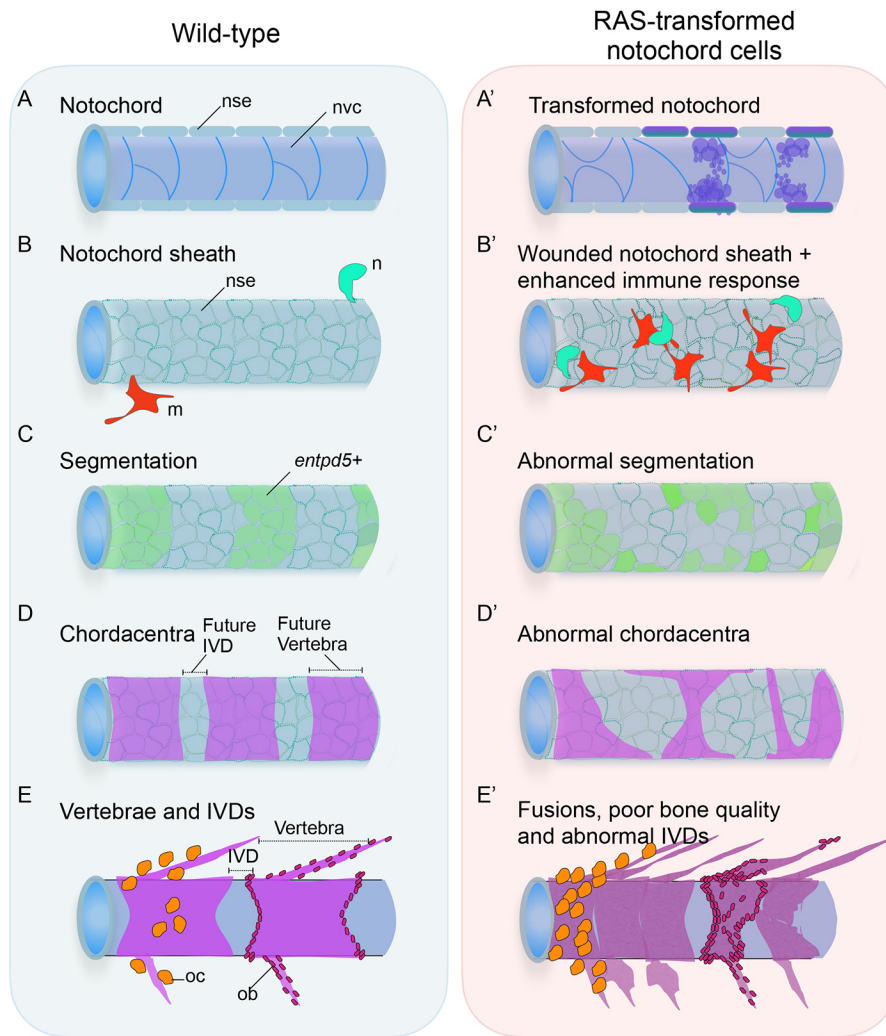 Wild-type
RAS-transformed
notochord cells
A
Notochord
nse
nvc
A'
Transformed notochord
B
Notochord sheath
nse
n
m
B'
Wounded notochord sheath +
enhanced immune response
C
Segmentation
entpd5+
C'
Abnormal segmentation
D
Chordacentra
Future
IVD
Future
Vertebra
D'
Abnormal chordacentra
E
Vertebrae and IVDs
Vertebra
IVD
oc
ob
E'
Fusions, poor bone quality
and abnormal IVDs